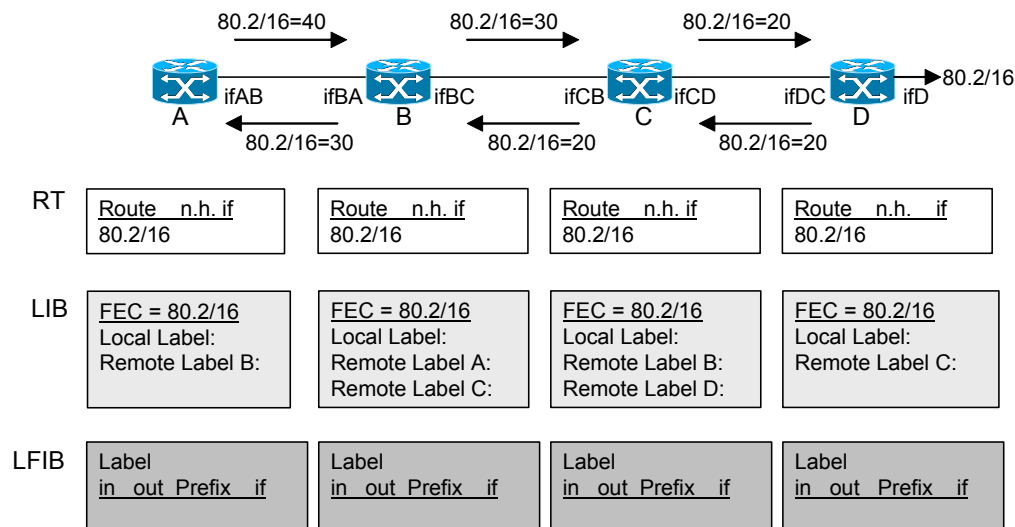 80.2/16=40
80.2/16=30
80.2/16=20
80.2/16
ifAB
ifBA
ifBC
ifCB
ifCD
ifDC
ifD
A
B
C
D
80.2/16=30
80.2/16=20
80.2/16=20
RT
Route n.h. if
80.2/16
Route n.h. if
80.2/16
Route n.h. if
80.2/16
Route n.h. if
80.2/16
LIB
FEC = 80.2/16
Local Label:
Remote Label B:
FEC = 80.2/16
Local Label:
Remote Label A:
Remote Label C:
FEC = 80.2/16
Local Label:
Remote Label B:
Remote Label D:
FEC = 80.2/16
Local Label:
Remote Label C:
LFIB
Label
in out Prefix if
Label
in out Prefix if
Label
in out Prefix if
Label
in out Prefix if